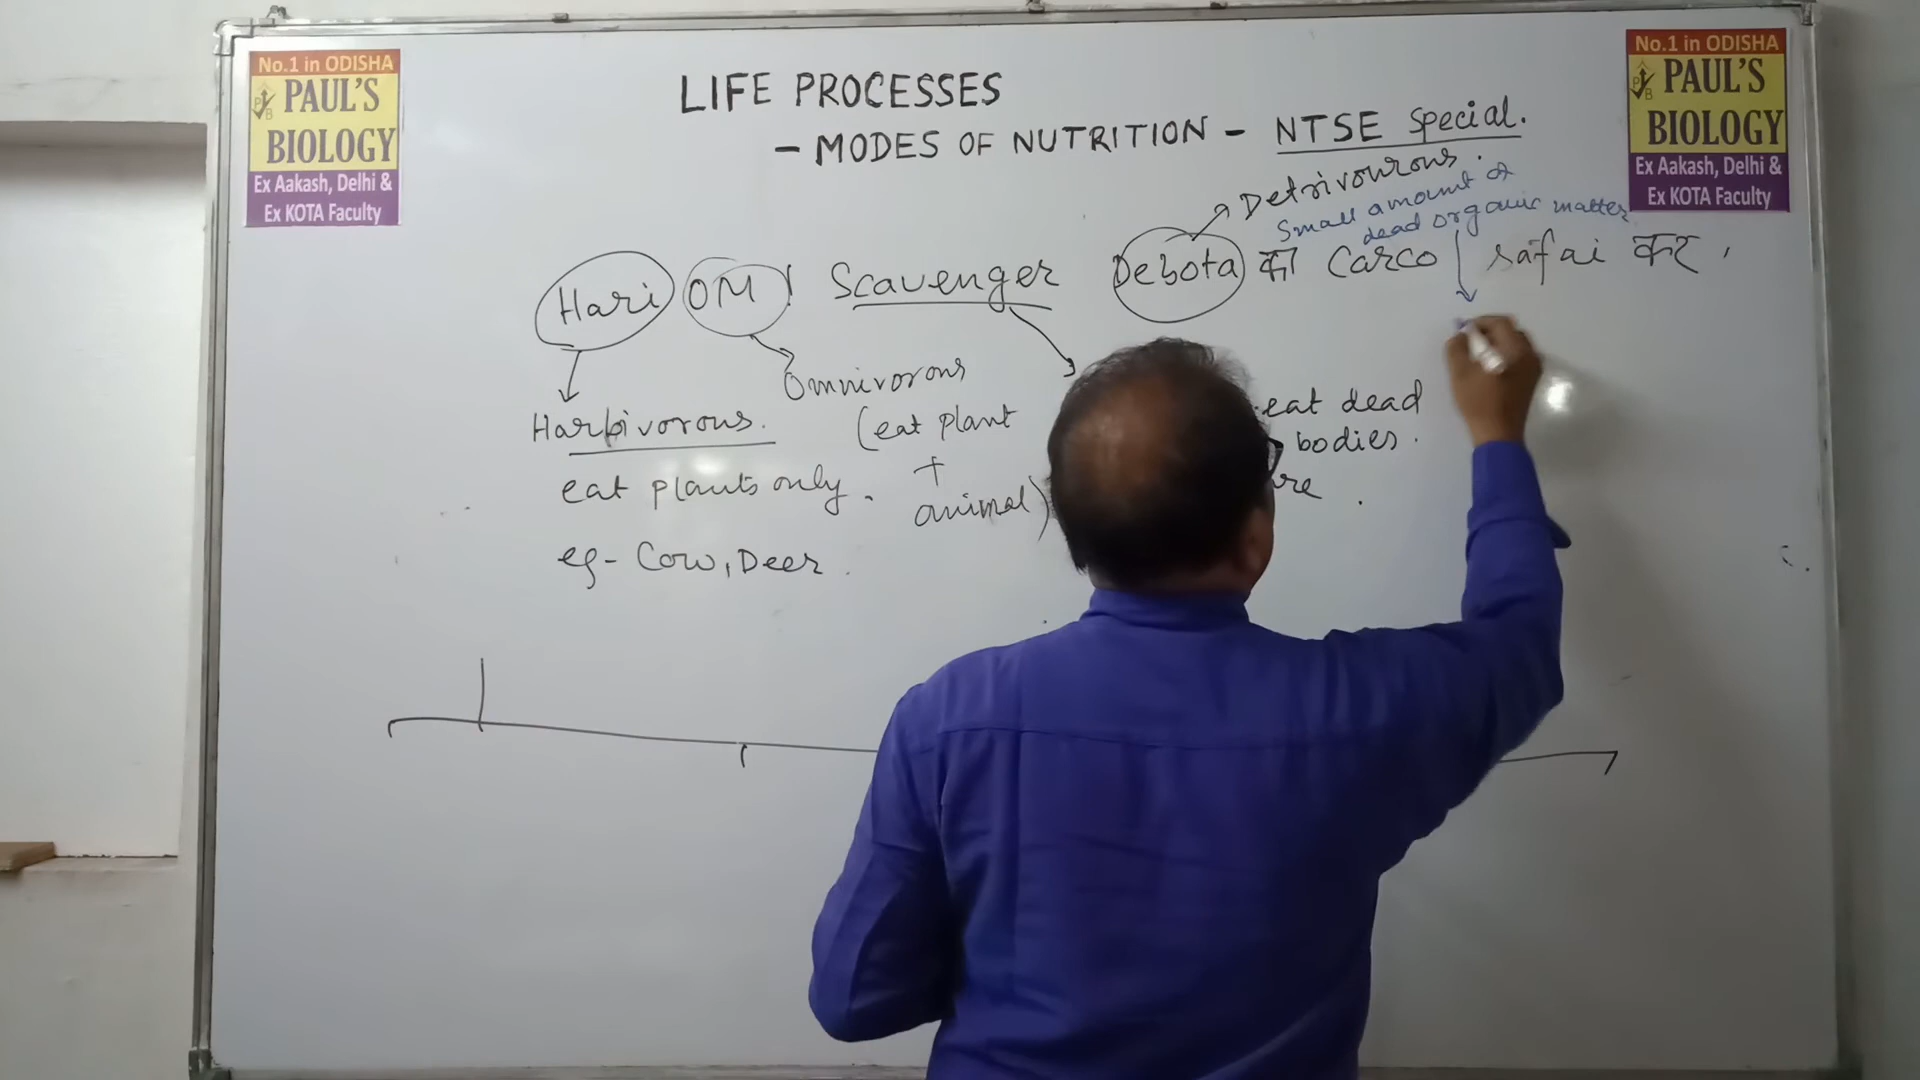 No.1 in ODISHA
PAUL'S
BIOLOGY
Ex Aakash, Delhi &
Ex KOTA Faculty
LIFE PROCESSES
- MODES OF NUTRITION - NTSE Special.
No.1 in ODISHA
PAUL'S
BIOLOGY
Ex Aakash, Delhi &
Ex KOTA Faculty
Detrivourous.
Small amount of
dead organic matter
Hari OM! Scavenger Debota का Carco safai कर,
Harbivorous.
eat plants only.
eg- Cow, Deer
Omnivorous
(eat plant
+
animal)
eat dead
bodies.